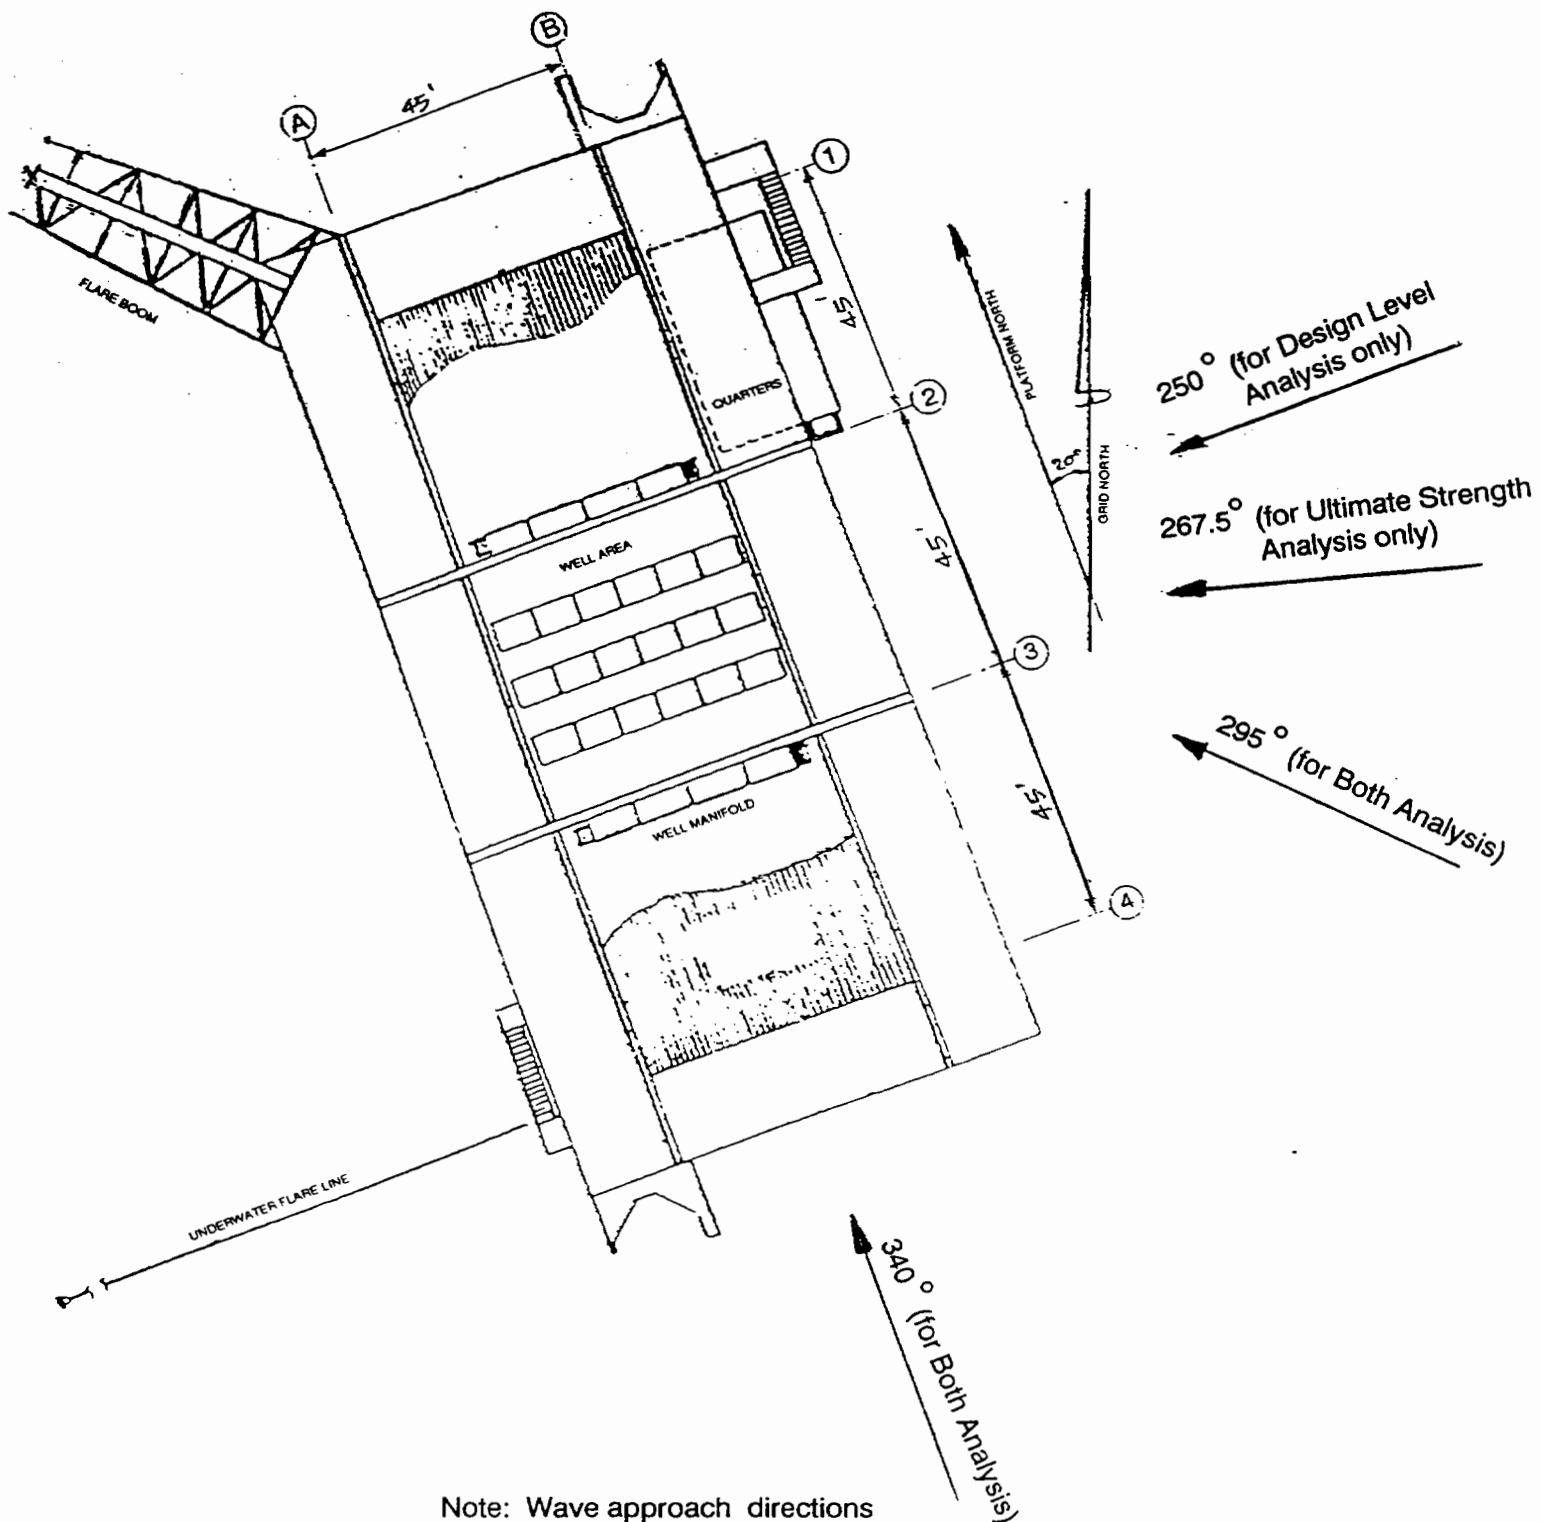 B
45'
A
1
FLARE BOOM
45'
PLATFORM NORTH
QUARTERS
2
250° (for Design Level
Analysis only)
20°
GRID NORTH
267.5° (for Ultimate Strength
Analysis only)
WELL AREA
45'
3
295° (for Both Analysis)
WELL MANIFOLD
45'
4
UNDERWATER FLARE LINE
340° (for Both Analysis)
Note: Wave approach directions